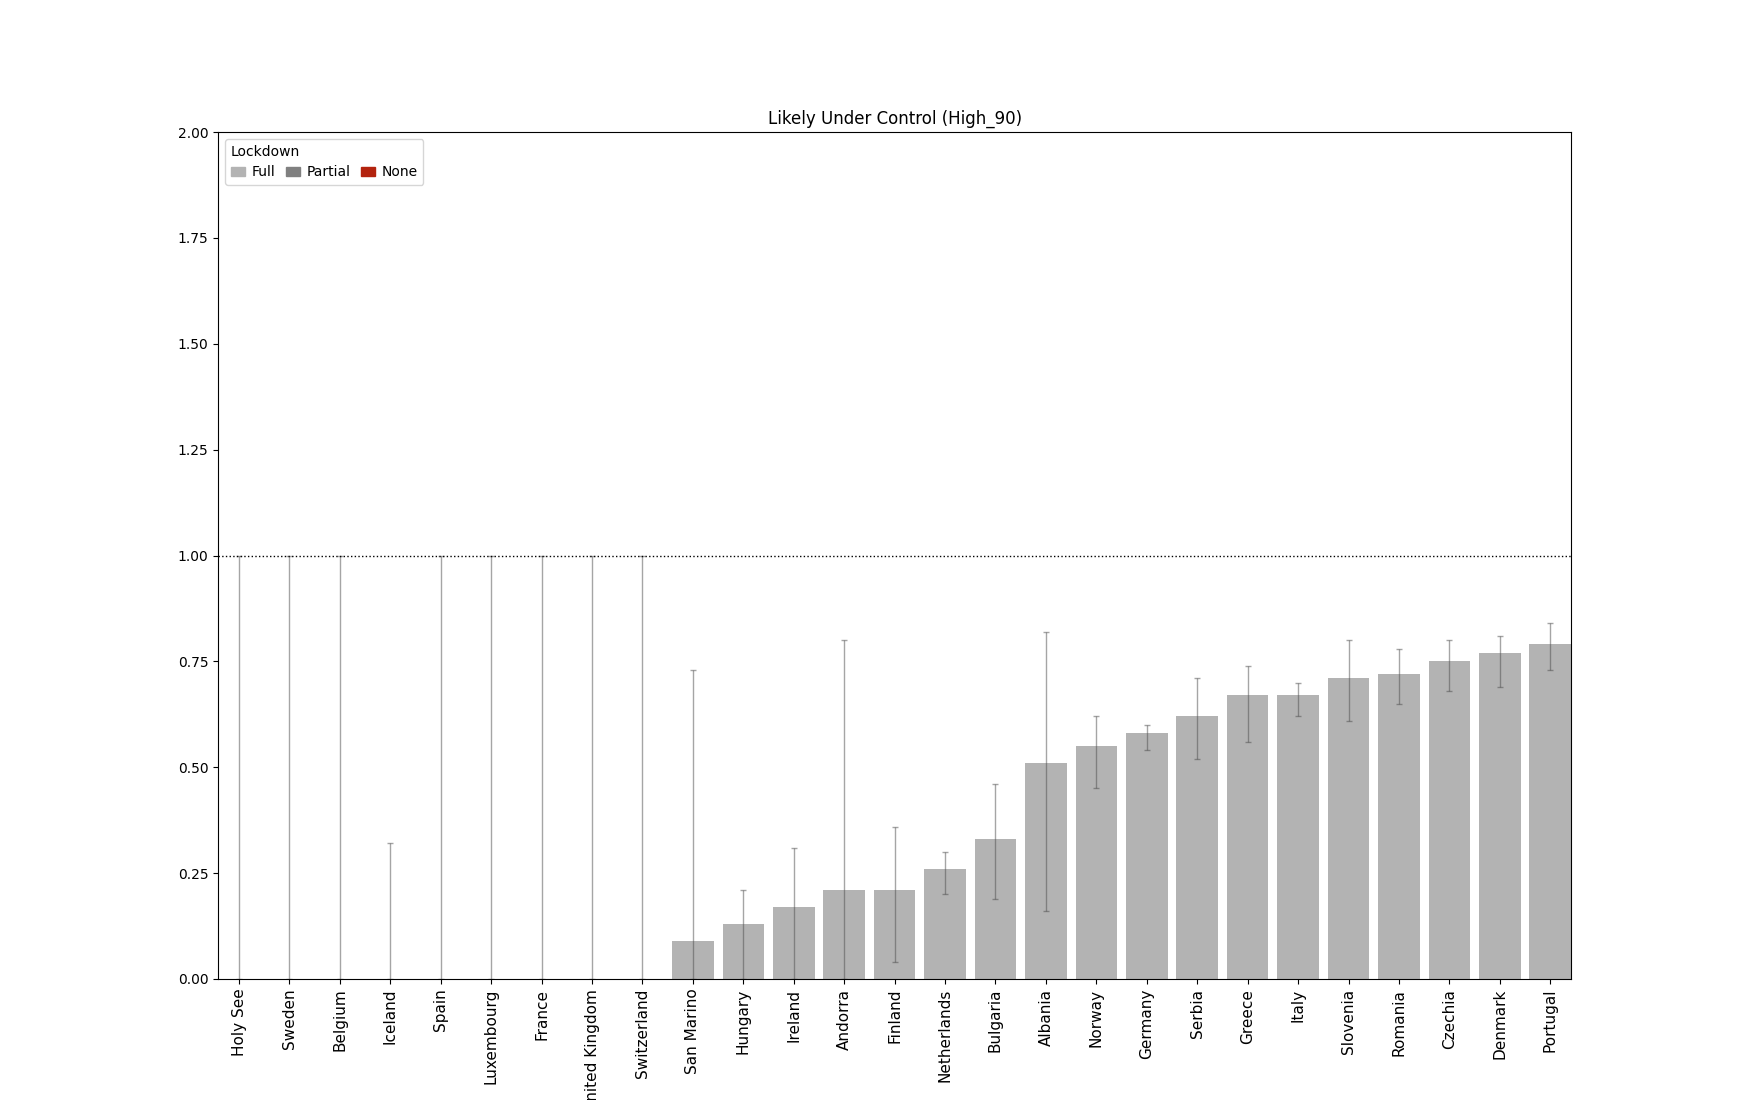 Likely Under Control (High_90)
2.00
Lockdown
Full Partial None
1.75
1.50
1.25
1.00
0.75
0.50
0.25
0.00
Holy See
Sweden
Belgium
Iceland
Spain
Luxembourg
France
nited Kingdom
Switzerland
San Marino
Hungary
Ireland
Andorra
Finland
Netherlands
Bulgaria
Albania
Norway
Germany
Serbia
Greece
Italy
Slovenia
Romania
Czechia
Denmark
Portugal